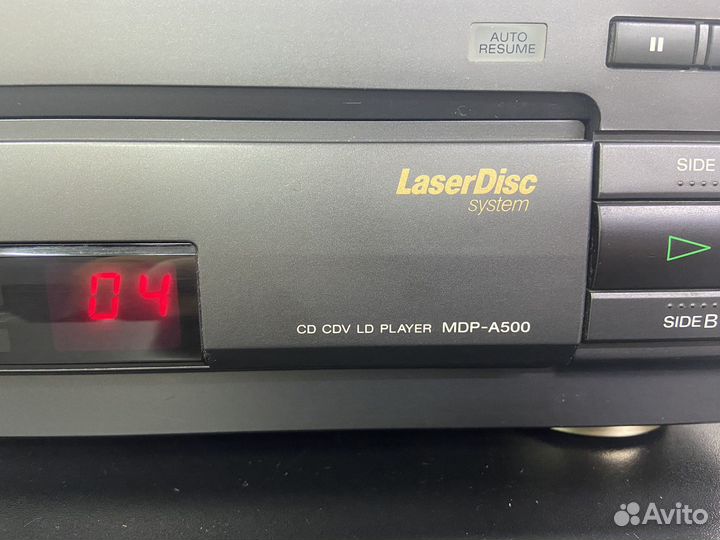 AUTO
RESUME
LaserDisc
system
SIDE
04
CD CDV LD PLAYER MDP-A500
SIDE B
Avito